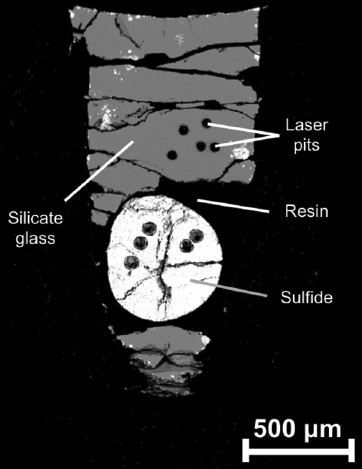 Laser
pits
Silicate
glass
Resin
Sulfide
500 µm